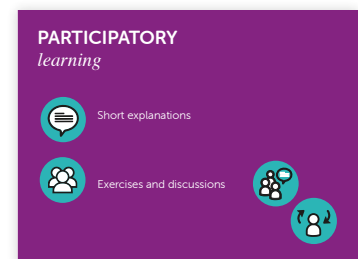 PARTICIPATORY
learning
Short explanations
Exercises and discussions